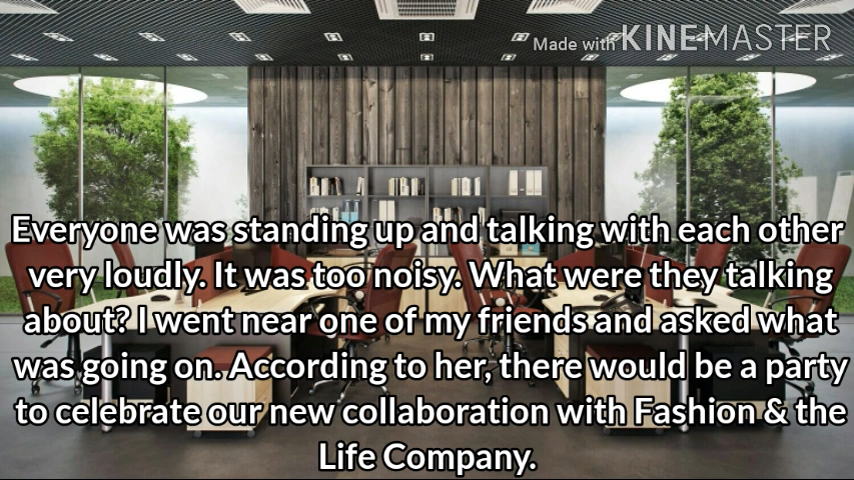 Made with KINEMASTER
Everyone was standing up and talking with each other
very loudly. It was too noisy. What were they talking
about? I went near one of my friends and asked what
was going on. According to her, there would be a party
to celebrate our new collaboration with Fashion & the
Life Company.